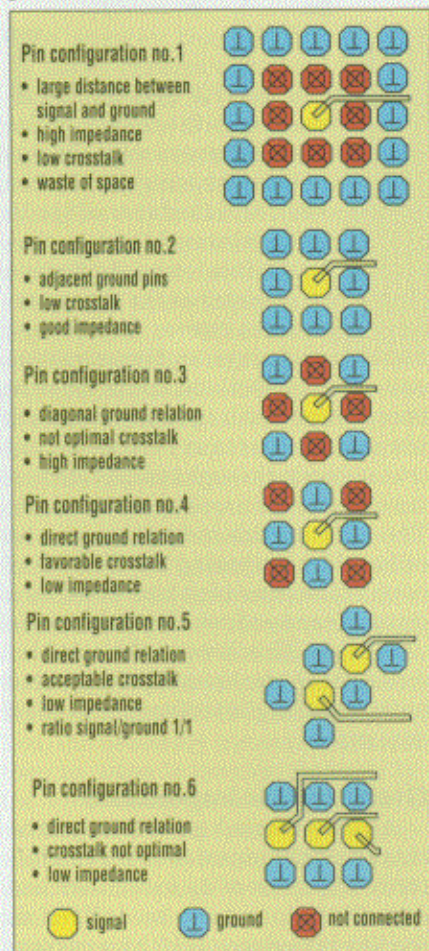 Pin configuration no.1
• large distance between
signal and ground
• high impedance
• low crosstalk
• waste of space
Pin configuration no.2
• adjacent ground pins
• low crosstalk
• good impedance
Pin configuration no.3
• diagonal ground relation
• not optimal crosstalk
• high impedance
Pin configuration no.4
• direct ground relation
• favorable crosstalk
• low impedance
Pin configuration no.5
• direct ground relation
• acceptable crosstalk
• low impedance
• ratio signal/ground 1/1
Pin configuration no.6
• direct ground relation
• crosstalk not optimal
• low impedance
signal ground not connected